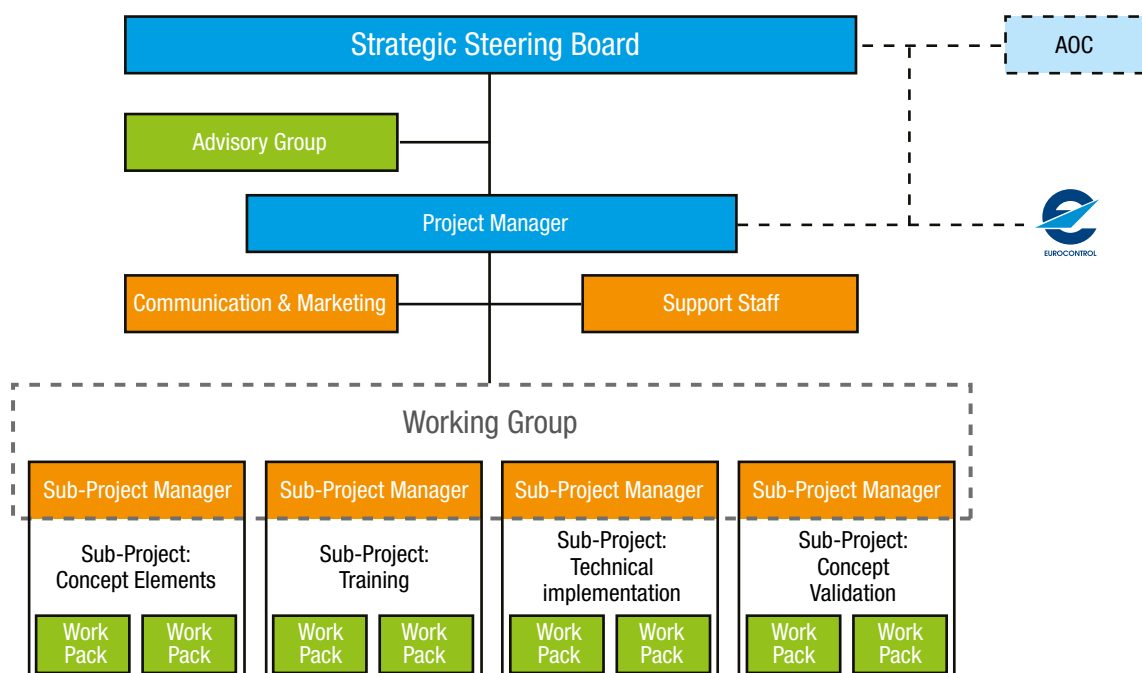 Strategic Steering Board
AOC
Advisory Group
Project Manager
EUROCONTROL
Communication & Marketing
Support Staff
Working Group
Sub-Project Manager
Sub-Project Manager
Sub-Project Manager
Sub-Project Manager
Sub-Project:
Concept Elements
Sub-Project:
Training
Sub-Project:
Technical
implementation
Sub-Project:
Concept
Validation
Work
Pack
Work
Pack
Work
Pack
Work
Pack
Work
Pack
Work
Pack
Work
Pack
Work
Pack